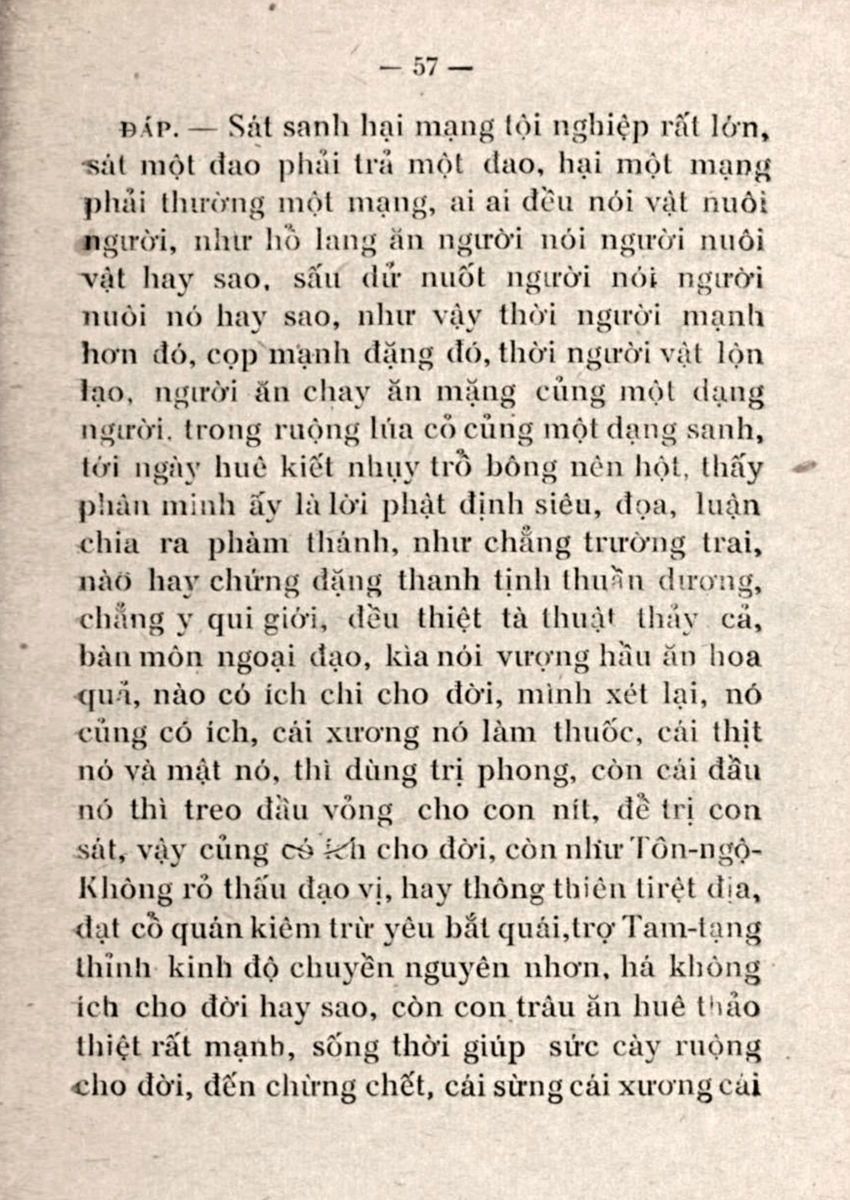 — 57 —
ĐÁP. — Sát sanh hại mạng tội nghiệp rất lớn,
sát một đao phải trả một đao, hại một mạng
phải thường một mạng, ai ai đều nói vật nuôi
người, như hổ lang ăn người nói người nuôi
vật hay sao, sấu dử nuốt người nói người
nuôi nó hay sao, như vậy thời người mạnh
hơn đó, cọp mạnh đặng đó, thời người vật lộn
lạo, người ăn chay ăn mặng củng một dạng
người. trong ruộng lúa cỏ củng một dạng sanh,
tới ngày huê kiết nhụy trổ bông nên hột, thấy
phân minh ấy là lời phật định siêu, đọa, luận
chia ra phàm thánh, như chẳng trường trai,
nào hay chứng đặng thanh tịnh thuần dương,
chẳng y qui giới, đều thiệt tà thuật thảy cả,
bàn môn ngoại đạo, kìa nói vượng hầu ăn hoa
quả, nào có ích chi cho đời, mình xét lại, nó
củng có ích, cái xương nó làm thuốc, cái thịt
nó và mật nó, thì dùng trị phong, còn cái đầu
nó thì treo đầu vỏng cho con nít, để trị con
sát, vậy củng có ích cho đời, còn như Tôn-ngộ-
Không rỏ thấu đạo vị, hay thông thiên tirệt địa,
đạt cổ quán kiêm trừ yêu bắt quái,trợ Tam-tạng
thỉnh kinh độ chuyển nguyên nhơn, há không
ích cho đời hay sao, còn con trâu ăn huê thảo
thiệt rất mạnh, sống thời giúp sức cày ruộng
cho đời, đến chừng chết, cái sừng cái xương cái